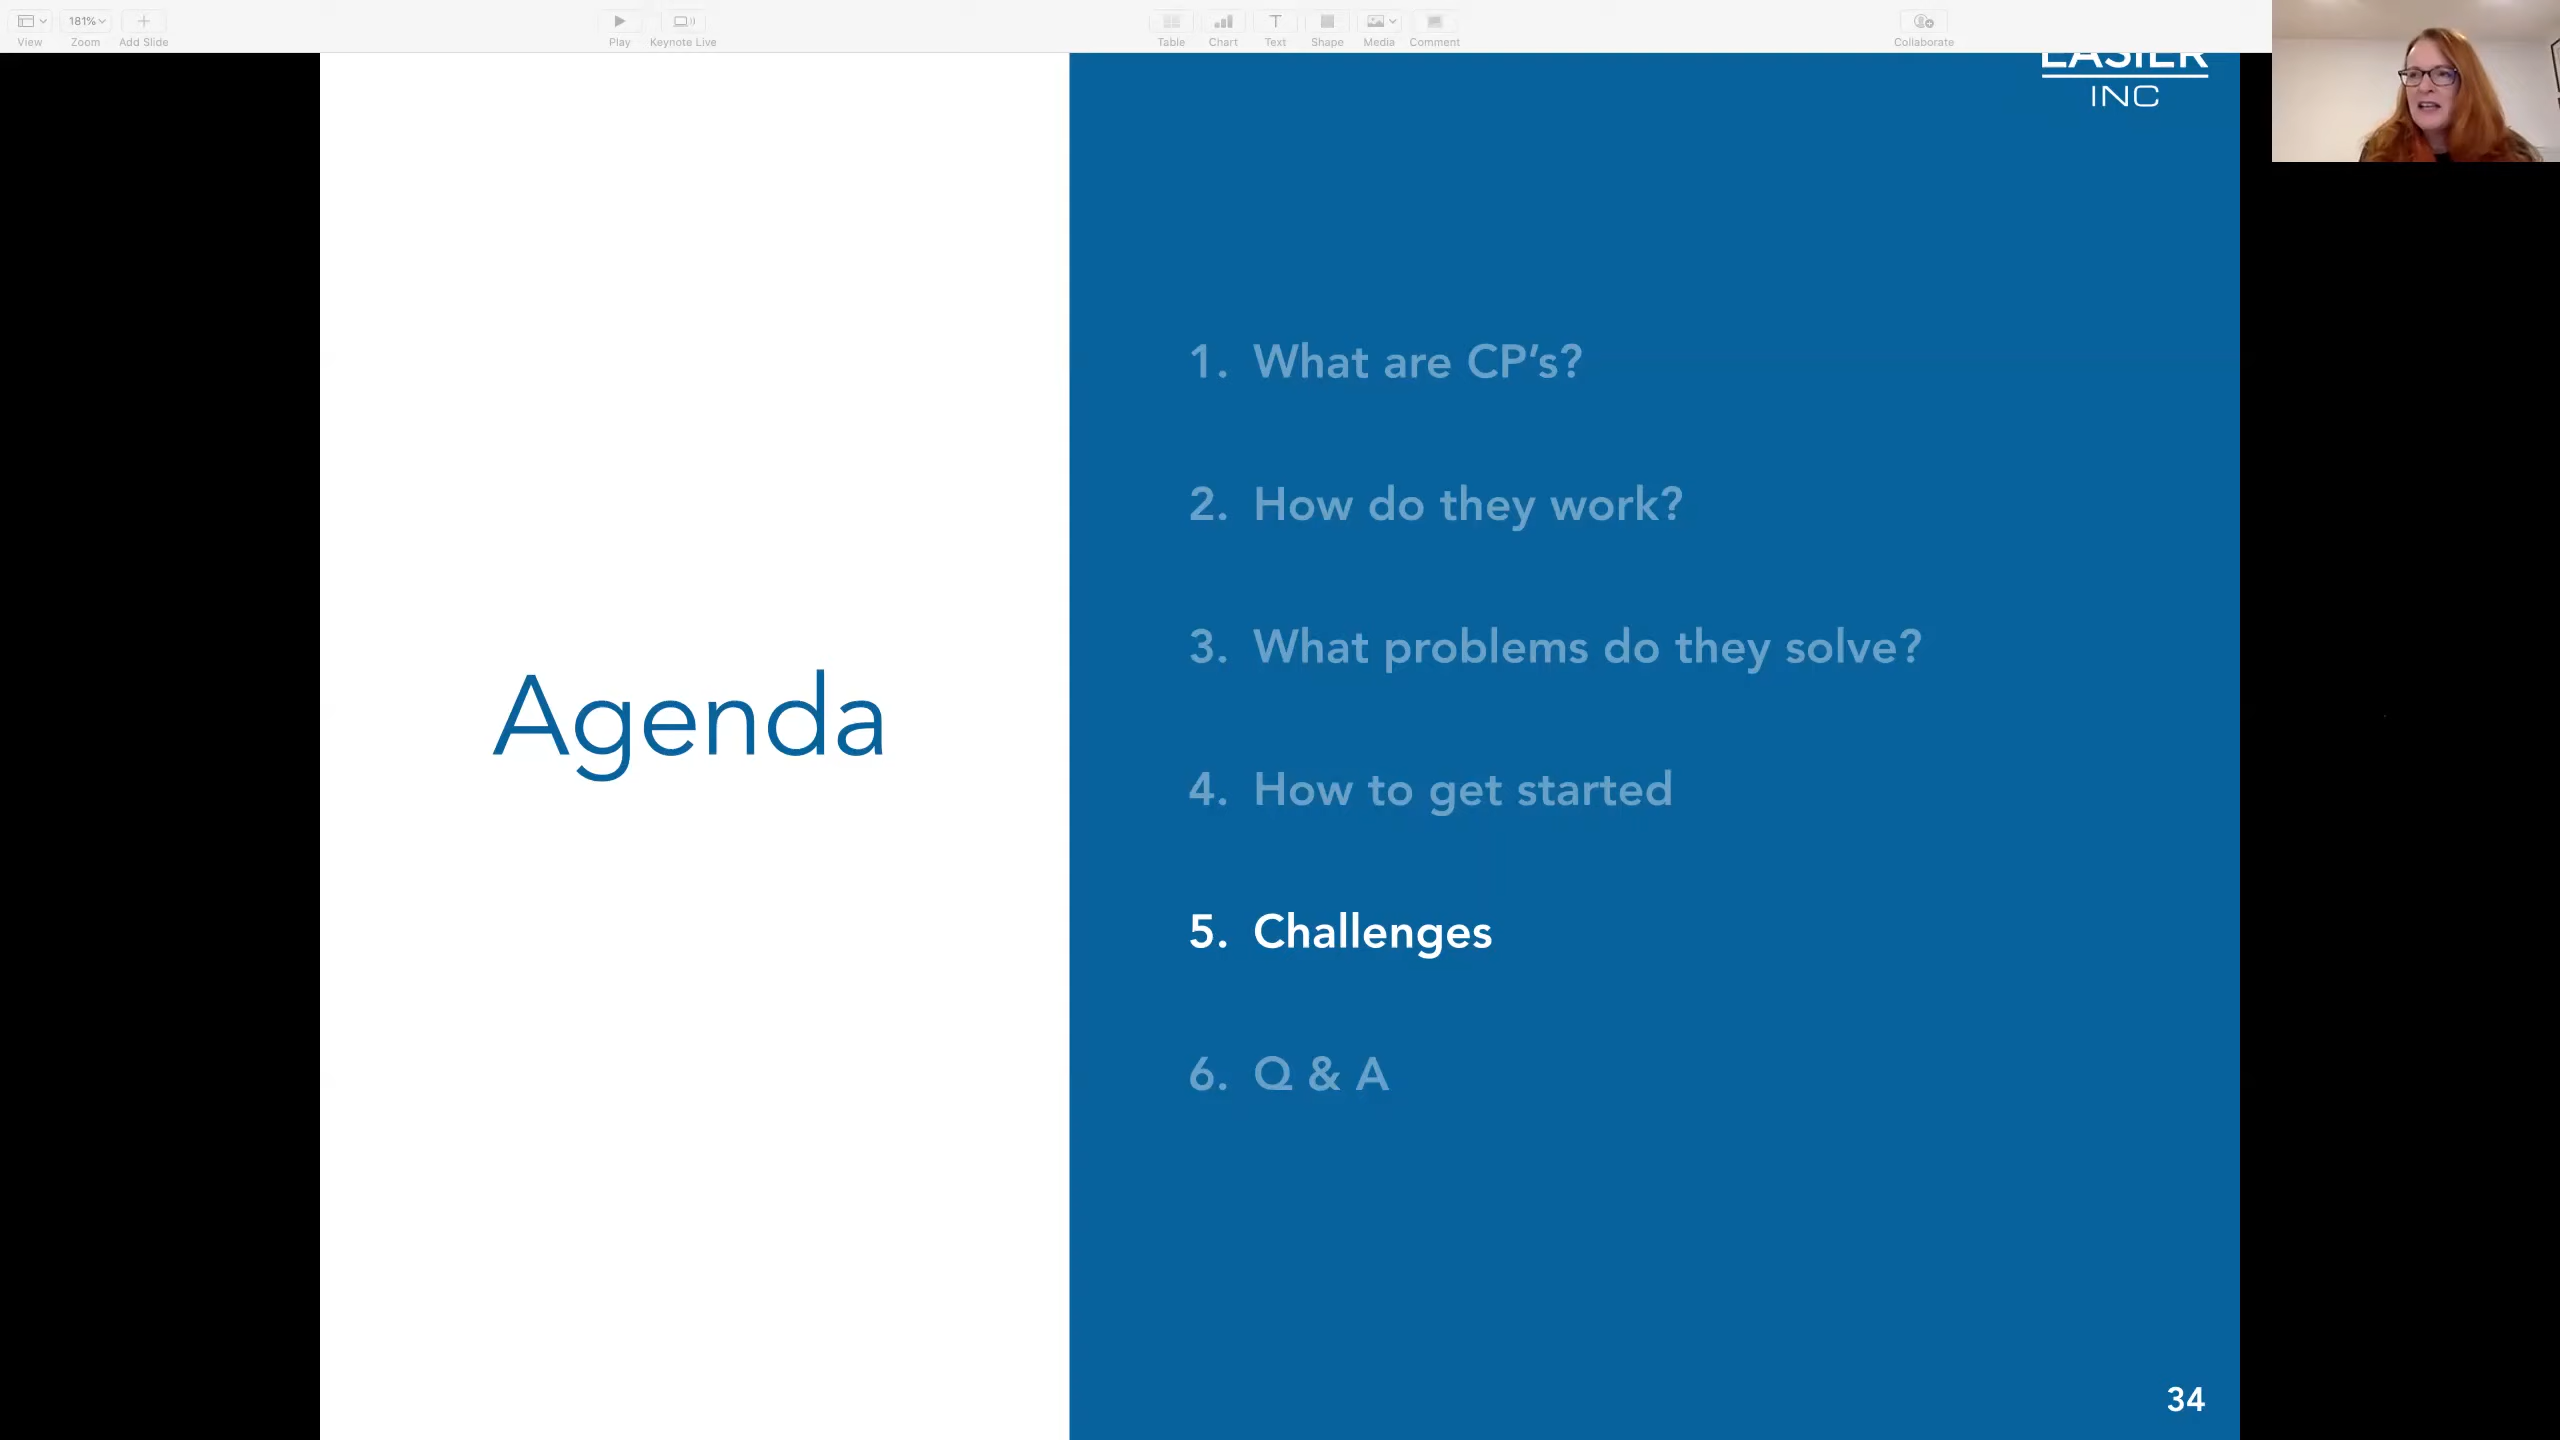 View
181%
Zoom
Add Slide
Play
Keynote Live
Table
Chart
Text
Shape
Media
Comment
Collaborate
EASIER
INC
Agenda
1. What are CP’s?
2. How do they work?
3. What problems do they solve?
4. How to get started
5. Challenges
6. Q & A
34